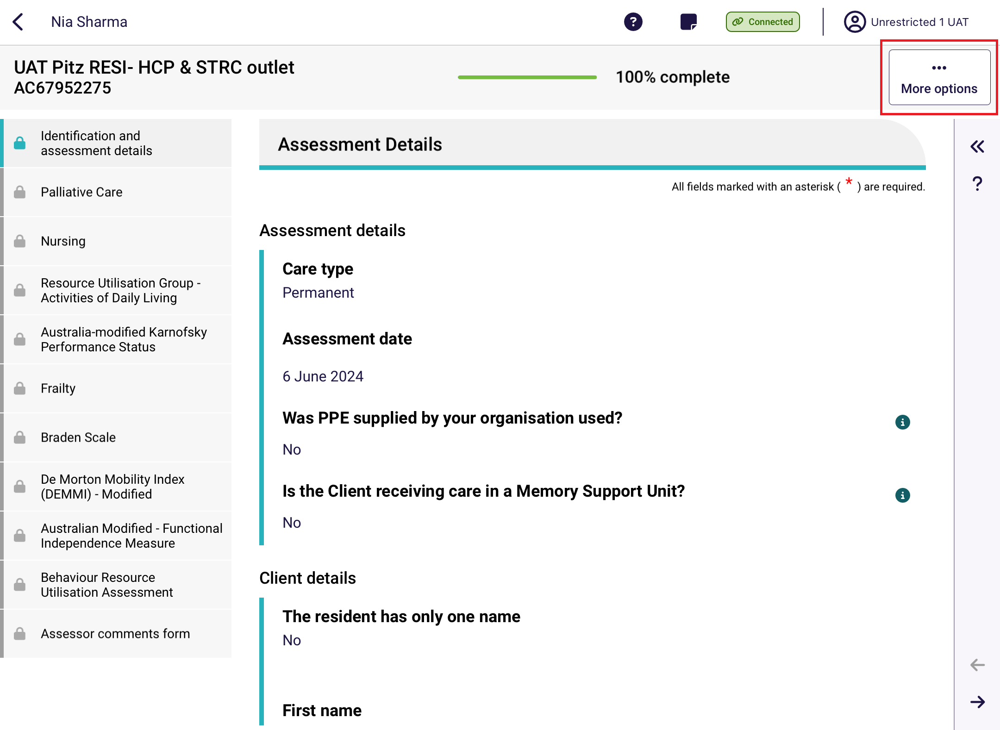 Nia Sharma
?
Connected
Unrestricted 1 UAT
UAT Pitz RESI- HCP & STRC outlet
AC67952275
100% complete
More options
Identification and
assessment details
Palliative Care
Nursing
Resource Utilisation Group -
Activities of Daily Living
Australia-modified Karnofsky
Performance Status
Frailty
Braden Scale
De Morton Mobility Index
(DEMMI) - Modified
Australian Modified - Functional
Independence Measure
Behaviour Resource
Utilisation Assessment
Assessor comments form
Assessment Details
All fields marked with an asterisk ( * ) are required.
Assessment details
Care type
Permanent
Assessment date
6 June 2024
Was PPE supplied by your organisation used?
i
No
Is the Client receiving care in a Memory Support Unit?
i
No
Client details
The resident has only one name
No
First name
?